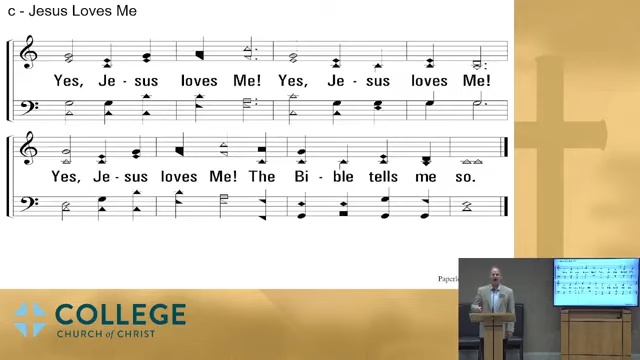 c - Jesus Loves Me
Yes, Je - sus loves Me! Yes, Je - sus loves Me!
Yes, Je - sus loves Me! The Bi - ble tells me so.
COLLEGE
CHURCH of CHRIST